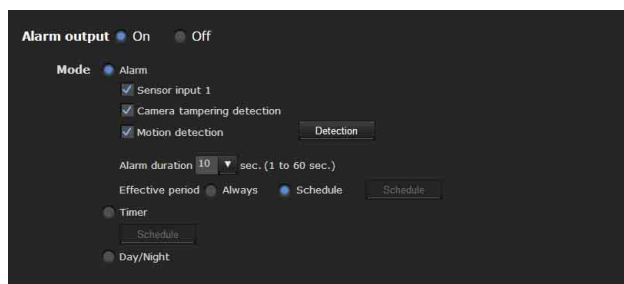 Alarm output On Off
Mode Alarm
Sensor input 1
Camera tampering detection
Motion detection Detection
Alarm duration 10 sec. (1 to 60 sec.)
Effective period Always Schedule Schedule
Timer
Schedule
Day/Night